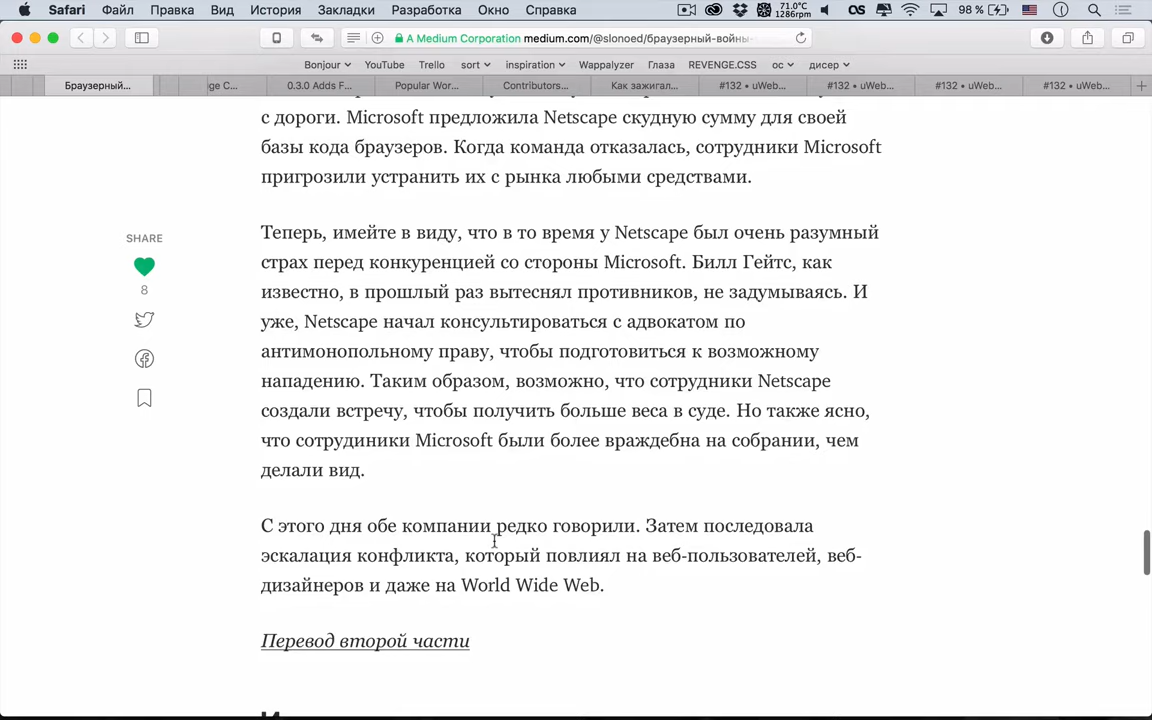 Safari Файл Правка Вид История Закладки Разработка Окно Справка
71.0°C
1286rpm
98 %
A Medium Corporation medium.com/@slonoed/браузерный-войны-
Bonjour YouTube Trello sort inspiration Wappalyzer Глаза REVENGE.CSS ос дисер
Браузерный... ge C... 0.3.0 Adds F... Popular Wor... Contributors... Как зажигал... #132 • uWeb... #132 • uWeb... #132 • uWeb... #132 • uWeb...
с дороги. Microsoft предложила Netscape скудную сумму для своей
базы кода браузеров. Когда команда отказалась, сотрудники Microsoft
пригрозили устранить их с рынка любыми средствами.
SHARE
8
Теперь, имейте в виду, что в то время у Netscape был очень разумный
страх перед конкуренцией со стороны Microsoft. Билл Гейтс, как
известно, в прошлый раз вытеснял противников, не задумываясь. И
уже, Netscape начал консультироваться с адвокатом по
антимонопольному праву, чтобы подготовиться к возможному
нападению. Таким образом, возможно, что сотрудники Netscape
создали встречу, чтобы получить больше веса в суде. Но также ясно,
что сотрудиники Microsoft были более враждебна на собрании, чем
делали вид.
С этого дня обе компании редко говорили. Затем последовала
эскалация конфликта, который повлиял на веб-пользователей, веб-
дизайнеров и даже на World Wide Web.
Перевод второй части